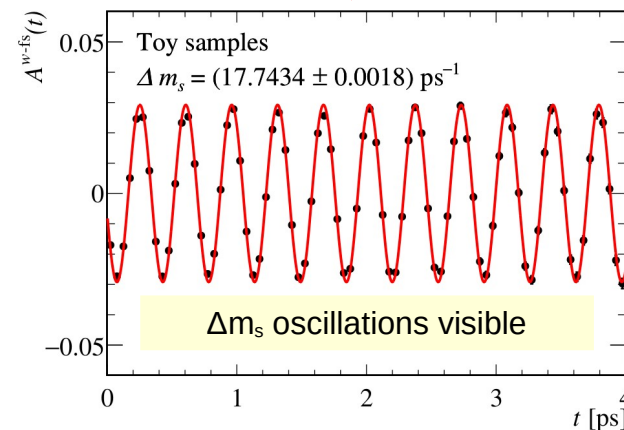 A^{w-fs}(t)
0.05
Toy samples
Δ m_s = (17.7434 ± 0.0018) ps⁻¹
0
Δmₛ oscillations visible
−0.05
0 1 2 3 4
t [ps]